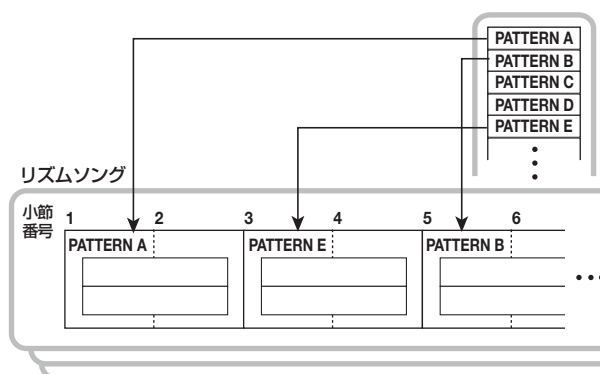 PATTERN A
PATTERN B
PATTERN C
PATTERN D
PATTERN E
リズムソング
小節
番号
1 2 3 4 5 6
PATTERN A PATTERN E PATTERN B